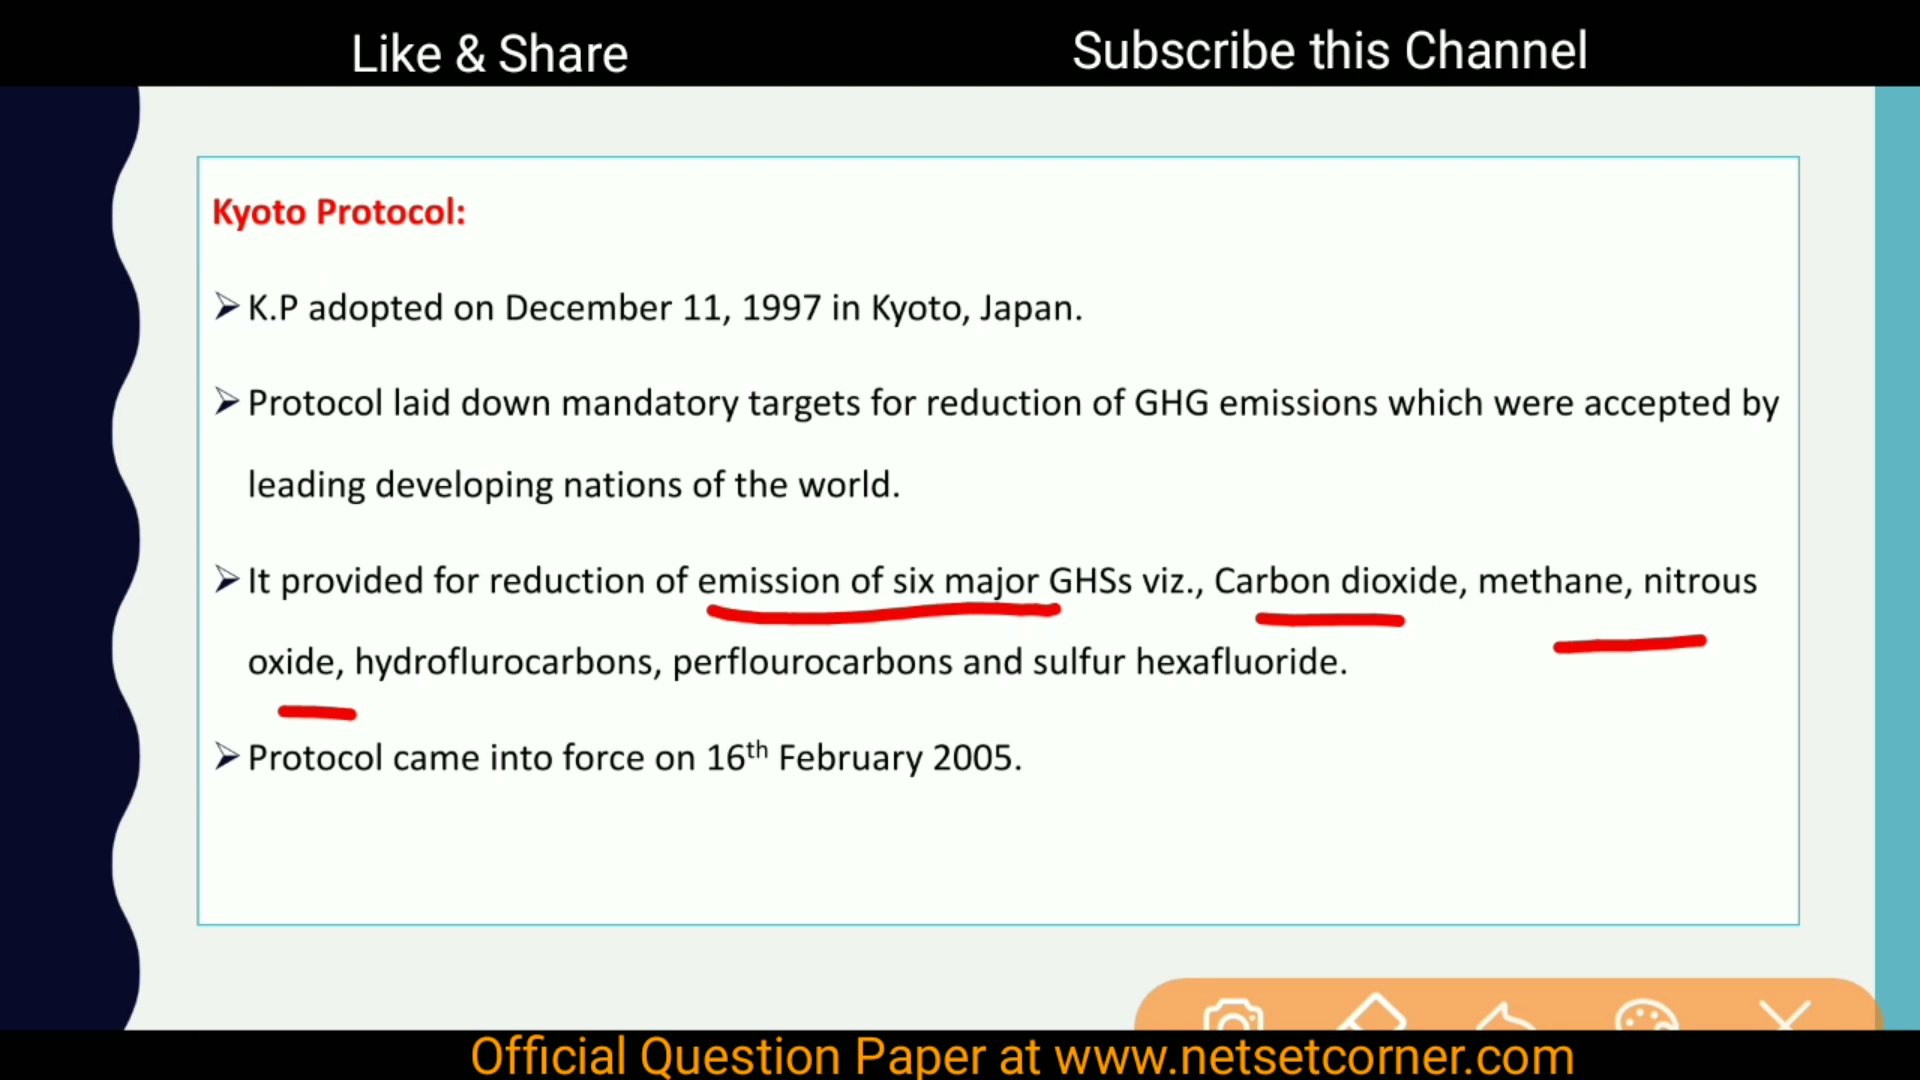 Like & Share
Subscribe this Channel
Kyoto Protocol:
K.P adopted on December 11, 1997 in Kyoto, Japan.
Protocol laid down mandatory targets for reduction of GHG emissions which were accepted by
leading developing nations of the world.
It provided for reduction of emission of six major GHSs viz., Carbon dioxide, methane, nitrous
oxide, hydroflurocarbons, perflourocarbons and sulfur hexafluoride.
Protocol came into force on 16th February 2005.
Official Question Paper at www.netsetcorner.com